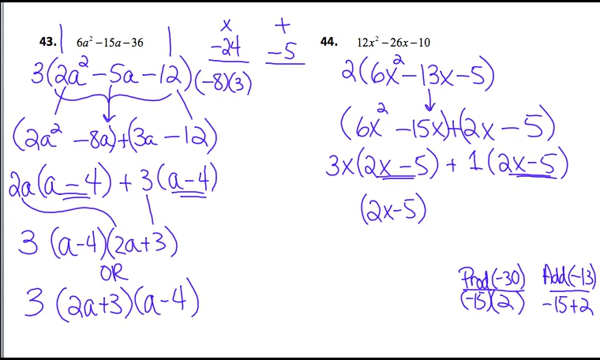 43. 6a² – 15a – 36
x +
-24 -5
3(2a² - 5a - 12) (-8)(3)
(2a² - 8a)+(3a - 12)
2a(a - 4) + 3(a - 4)
3 (a-4)(2a+3)
OR
3 (2a+3)(a-4)
44. 12x² – 26x – 10
2(6x² - 13x - 5)
(6x² - 15x)+(2x - 5)
3x(2x - 5) + 1(2x - 5)
(2x-5)
Prod(-30) Add(-13)
(-15)(2) -15+2